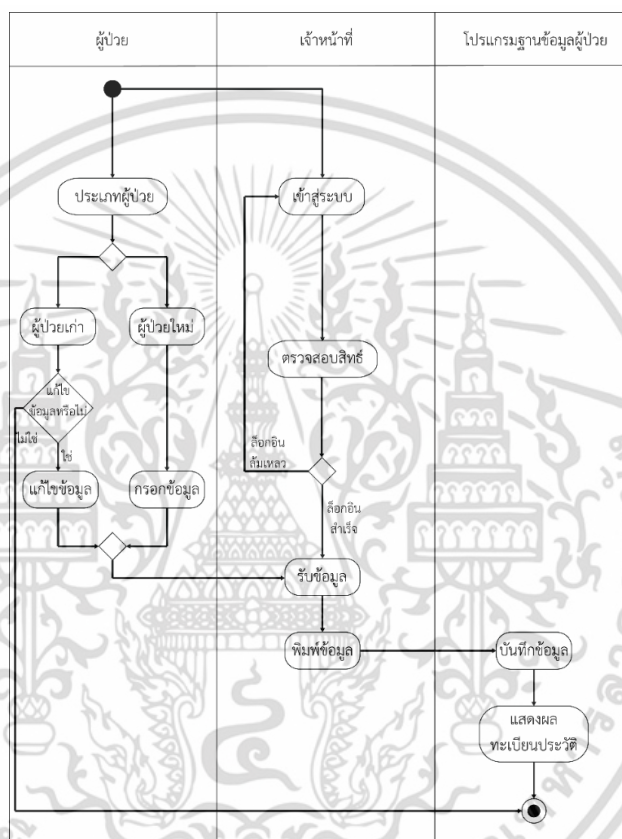 ผู้ป่วย
เจ้าหน้าที่
โปรแกรมฐานข้อมูลผู้ป่วย
ประเภทผู้ป่วย
เข้าสู่ระบบ
ผู้ป่วยเก่า
ผู้ป่วยใหม่
ตรวจสอบสิทธิ์
แก้ไข
ข้อมูลหรือไม่
ไม่ใช่
ใช่
ล็อกอิน
ล้มเหลว
แก้ไขข้อมูล
กรอกข้อมูล
ล็อกอิน
สำเร็จ
รับข้อมูล
พิมพ์ข้อมูล
บันทึกข้อมูล
แสดงผล
ทะเบียนประวัติ